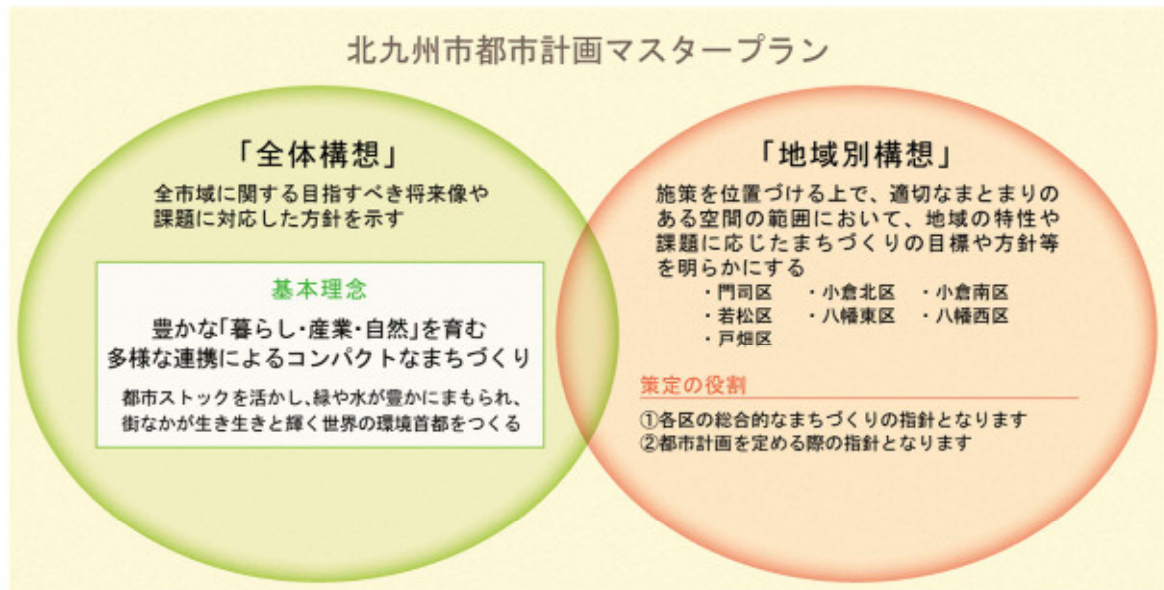 北九州市都市計画マスタープラン
「全体構想」
全市域に関する目指すべき将来像や
課題に対応した方針を示す
基本理念
豊かな｢暮らし･産業･自然｣を育む
多様な連携によるコンパクトなまちづくり
都市ストックを活かし､緑や水が豊かにまもられ､
街なかが生き生きと輝く世界の環境首都をつくる
「地域別構想」
施策を位置づける上で、適切なまとまりの
ある空間の範囲において、地域の特性や
課題に応じたまちづくりの目標や方針等
を明らかにする
・門司区 ・小倉北区 ・小倉南区
・若松区 ・八幡東区 ・八幡西区
・戸畑区
策定の役割
①各区の総合的なまちづくりの指針となります
②都市計画を定める際の指針となります